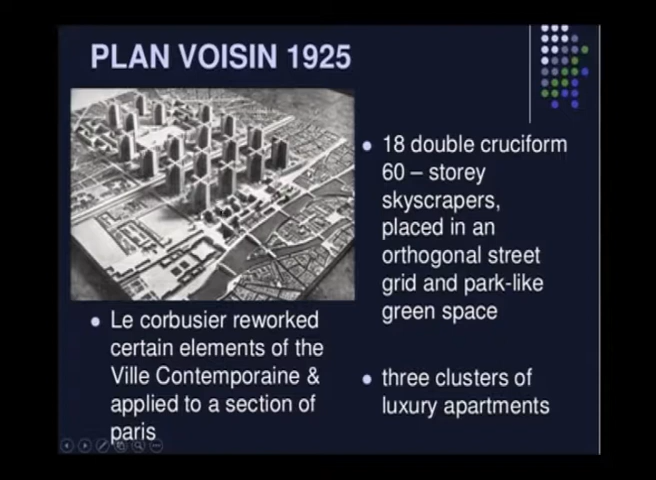 PLAN VOISIN 1925
18 double cruciform
60 – storey
skyscrapers,
placed in an
orthogonal street
grid and park-like
green space
Le corbusier reworked
certain elements of the
Ville Contemporaine &
applied to a section of
paris
three clusters of
luxury apartments